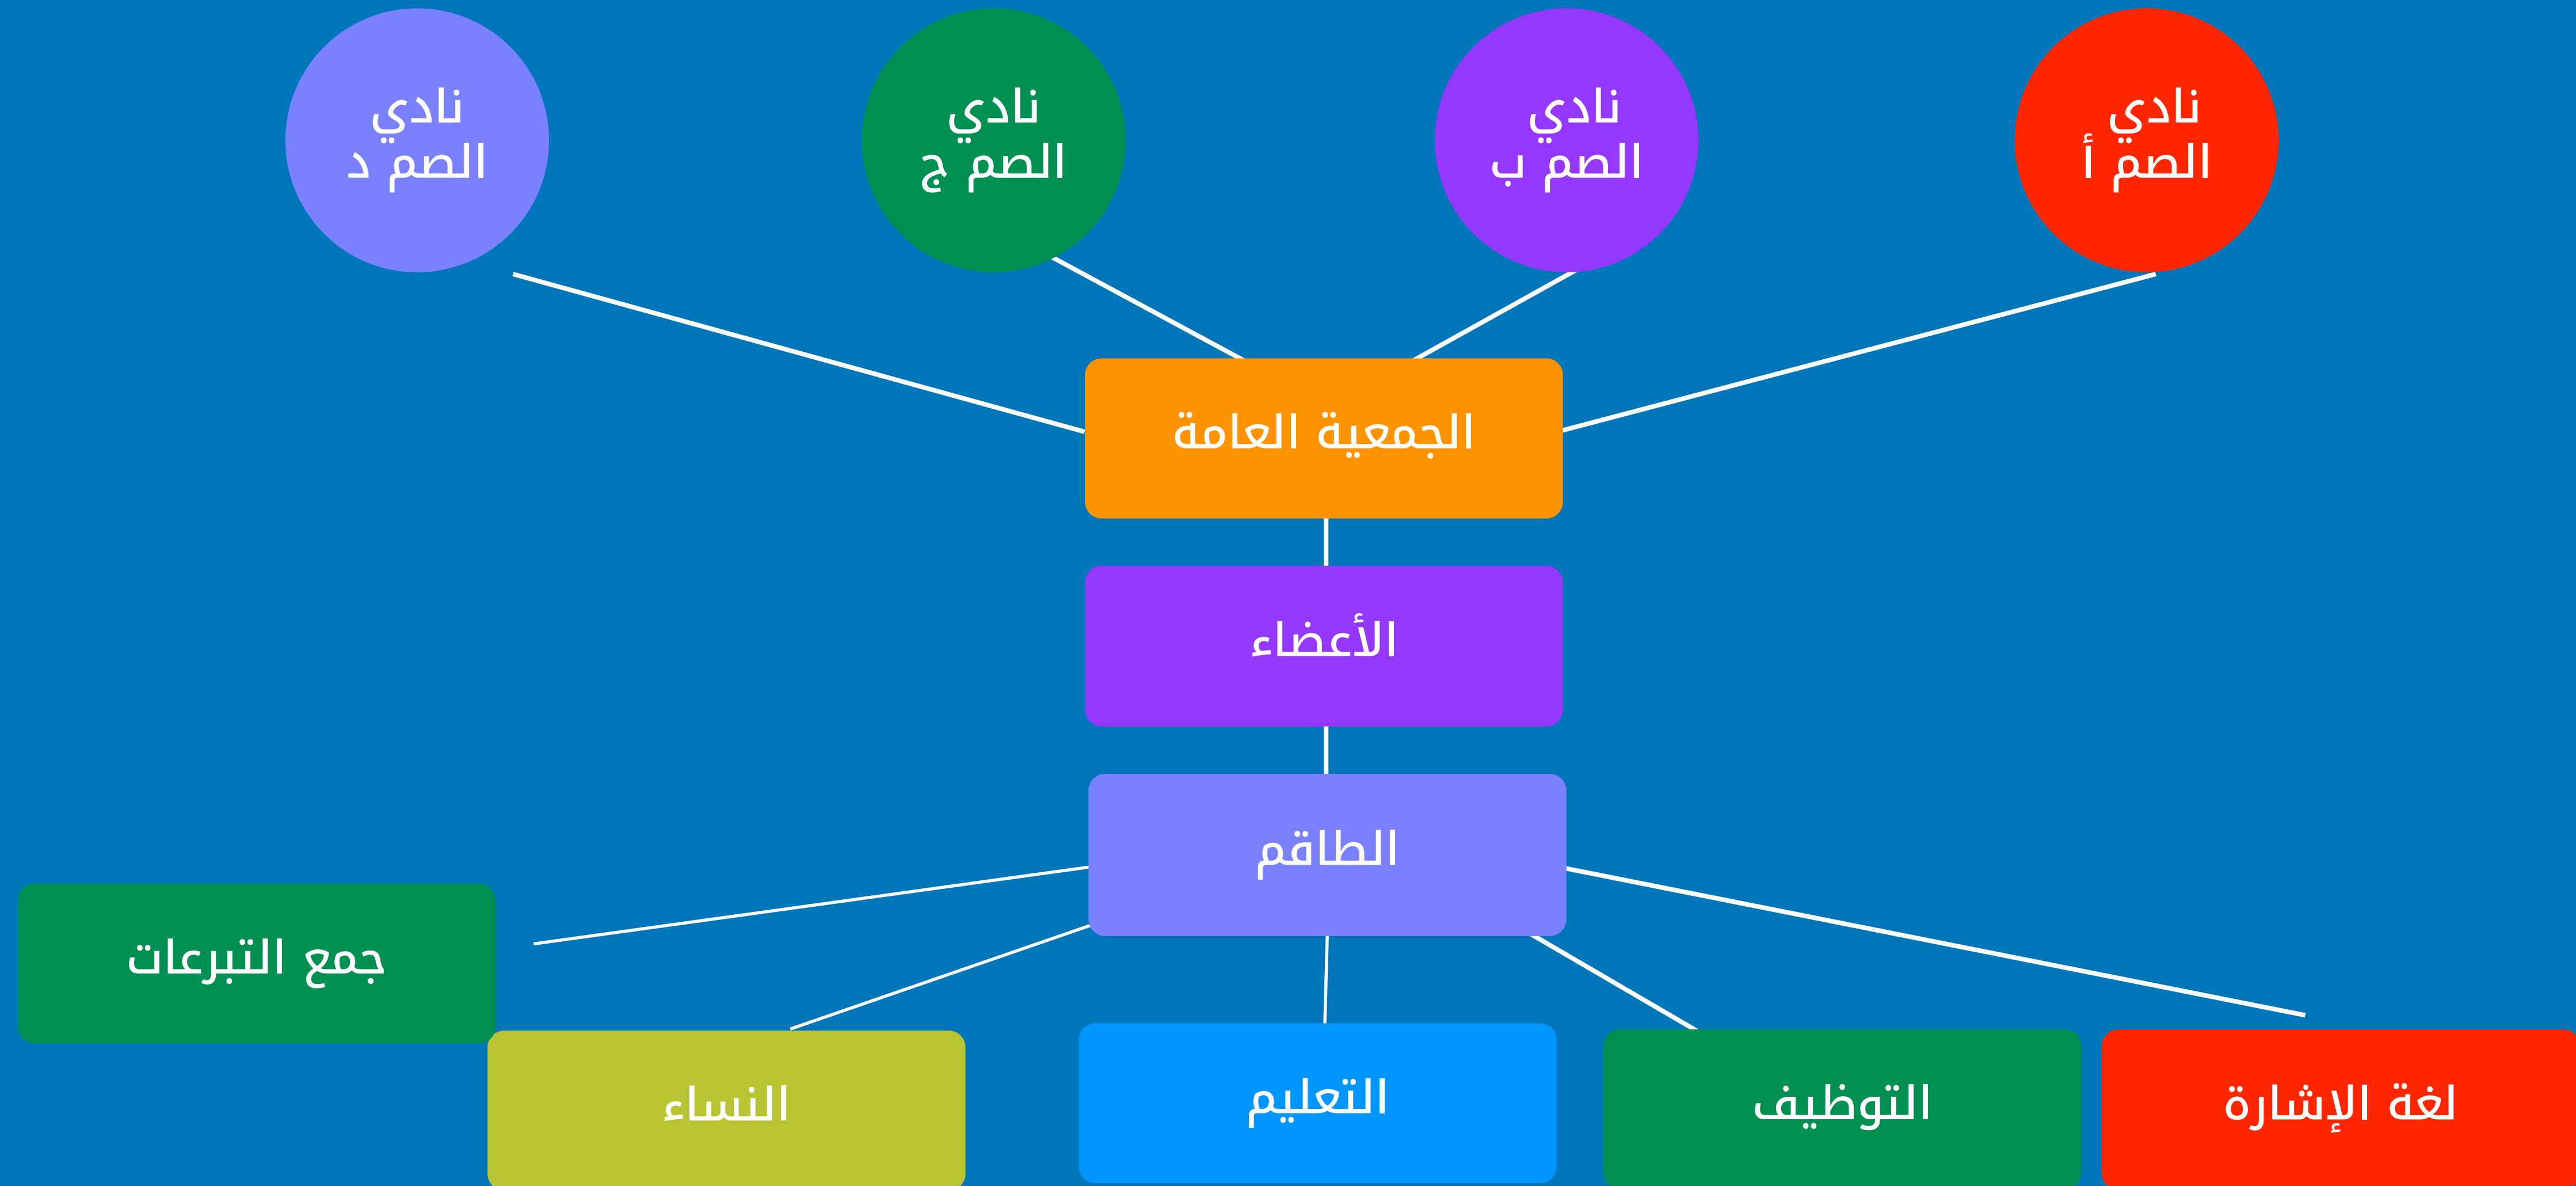 نادي
الصم أ
نادي
الصم ب
نادي
الصم ج
نادي
الصم د
الجمعية العامة
الأعضاء
الطاقم
جمع التبرعات
لغة الإشارة
التوظيف
التعليم
النساء